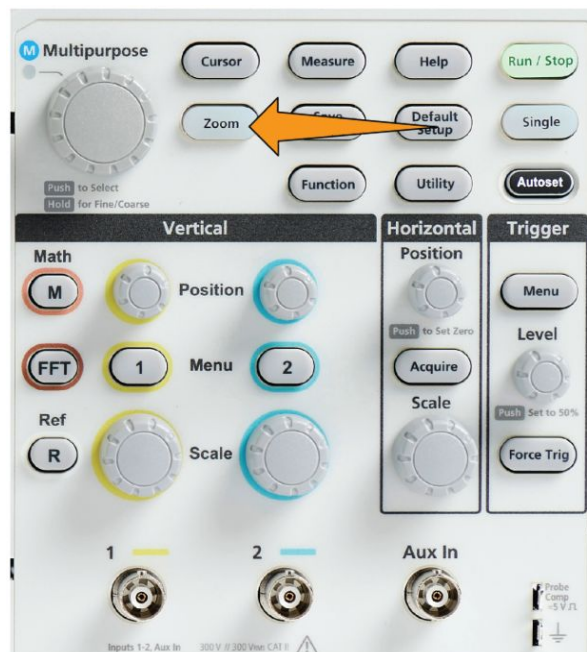 M Multipurpose
Cursor
Measure
Help
Run / Stop
Zoom
Save
Default
Setup
Single
Push to Select
Hold for Fine/Coarse
Function
Utility
Autoset
Vertical
Horizontal
Trigger
Math
Position
M
Position
Menu
Push to Set Zero
Level
FFT
1
Menu
2
Acquire
Ref
Scale
Push Set to 50%
R
Scale
Force Trig
1
2
Aux In
Probe
Comp
Inputs 1-2, Aux In